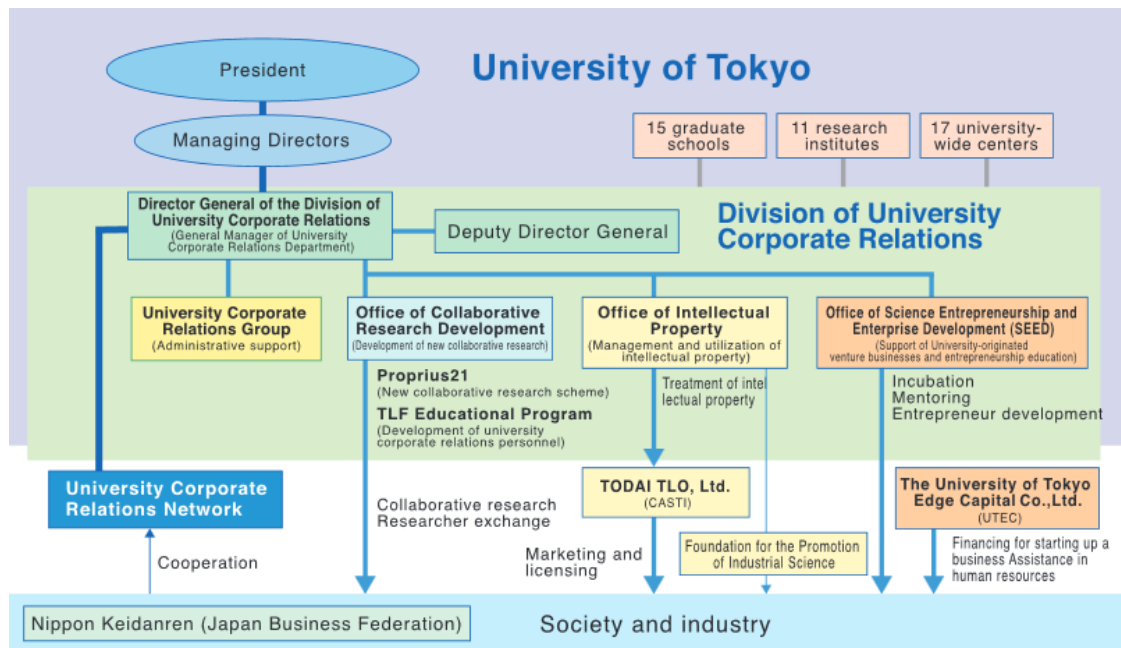 University of Tokyo
President
Managing Directors
15 graduate
schools
11 research
institutes
17 university-
wide centers
Director General of the Division of
University Corporate Relations
(General Manager of University
Corporate Relations Department)
Deputy Director General
Division of University
Corporate Relations
University Corporate
Relations Group
(Administrative support)
Office of Collaborative
Research Development
(Development of new collaborative research)
Office of Intellectual
Property
(Management and utilization of
intellectual property)
Office of Science Entrepreneurship and
Enterprise Development (SEED)
(Support of University-originated
venture businesses and entrepreneurship education)
Proprius21
(New collaborative research scheme)
TLF Educational Program
(Development of university
corporate relations personnel)
Treatment of intel
lectual property
Incubation
Mentoring
Entrepreneur development
University Corporate
Relations Network
Collaborative research
Researcher exchange
TODAI TLO, Ltd.
(CASTI)
The University of Tokyo
Edge Capital Co.,Ltd.
(UTEC)
Cooperation
Marketing and
licensing
Foundation for the Promotion
of Industrial Science
Financing for starting up a
business Assistance in
human resources
Nippon Keidanren (Japan Business Federation)
Society and industry